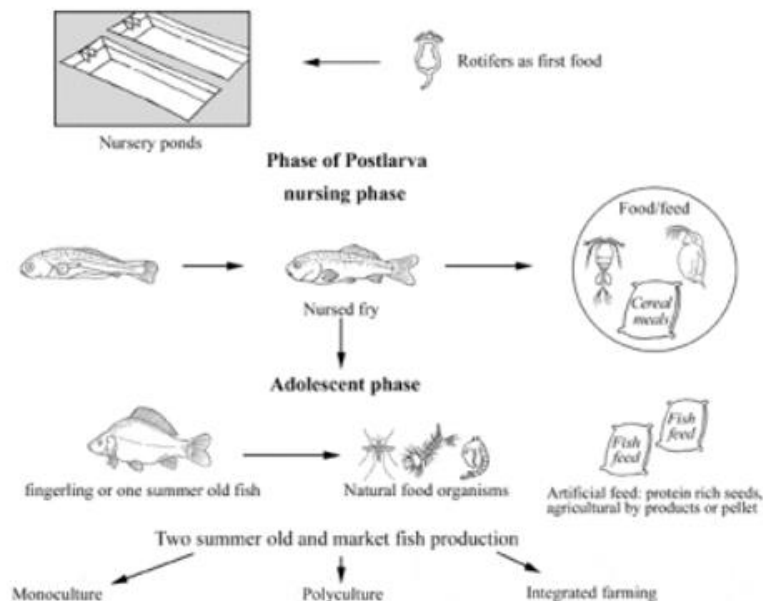 Rotifers as first food
Nursery ponds
Phase of Postlarva
nursing phase
Food/feed
Cereal
meals
Nursed fry
Adolescent phase
Fish
feed
Fish
feed
fingerling or one summer old fish
Natural food organisms
Artificial feed: protein rich seeds,
agricultural by products or pellet
Two summer old and market fish production
Monoculture
Polyculture
Integrated farming